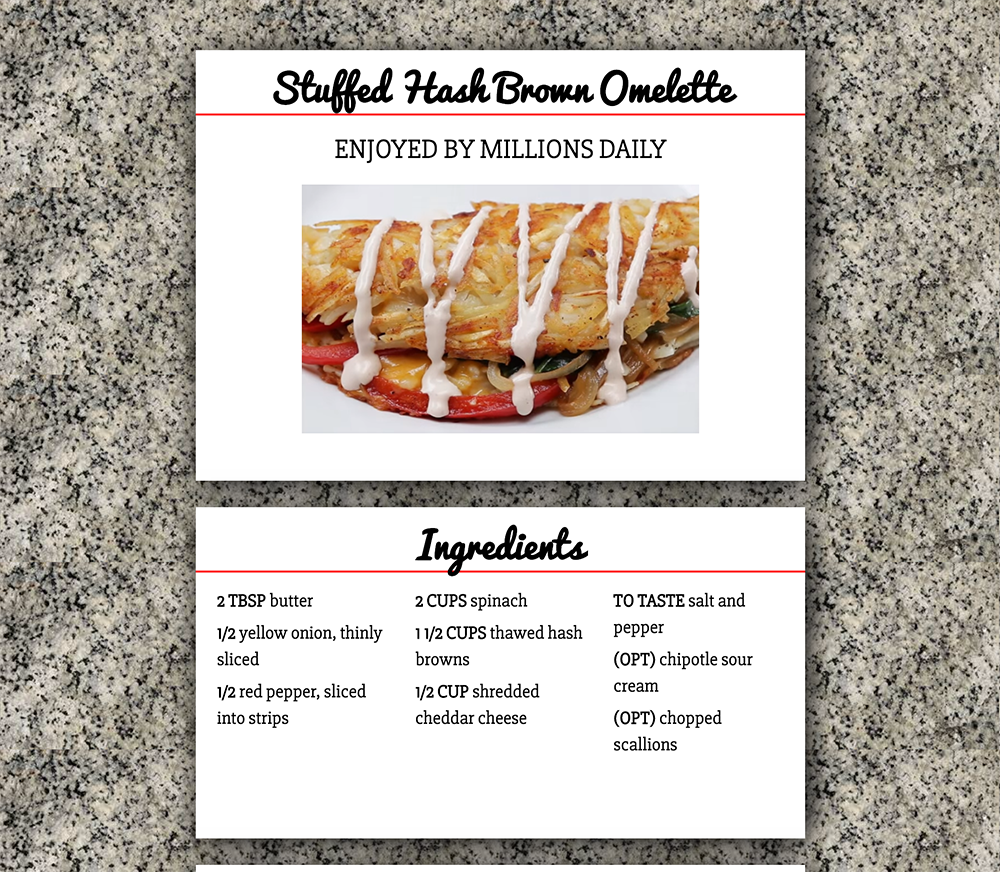 Stuffed Hash Brown Omelette
ENJOYED BY MILLIONS DAILY
Ingredients
2 TBSP butter
1/2 yellow onion, thinly
sliced
1/2 red pepper, sliced
into strips
2 CUPS spinach
1 1/2 CUPS thawed hash
browns
1/2 CUP shredded
cheddar cheese
TO TASTE salt and
pepper
(OPT) chipotle sour
cream
(OPT) chopped
scallions